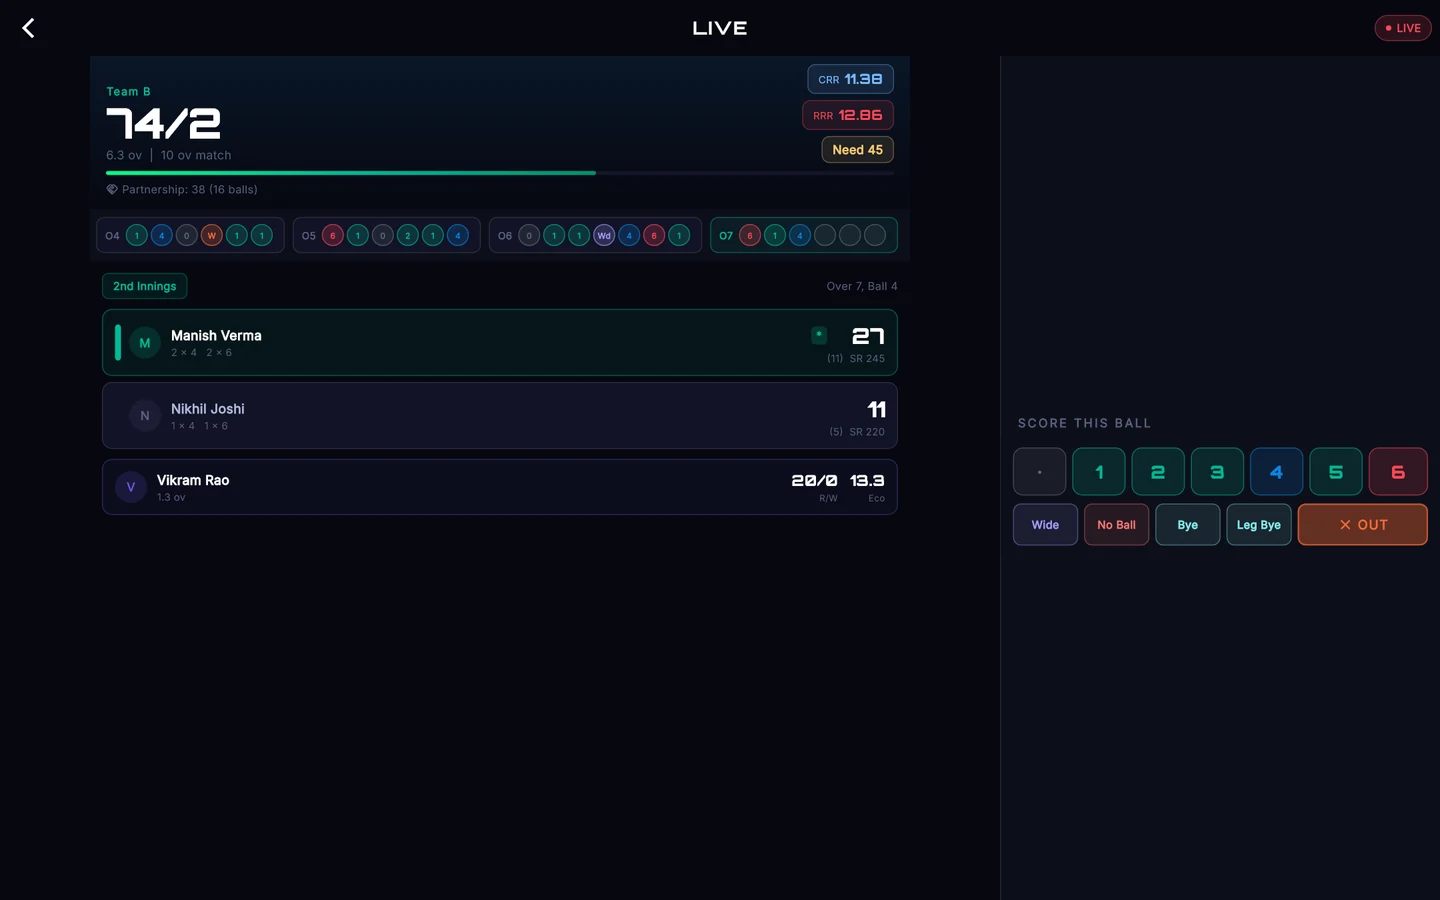 LIVE
LIVE
Team B
74/2
6.3 ov | 10 ov match
CRR 11.38
RRR 12.86
Need 45
Partnership: 38 (16 balls)
O4 1 4 0 W 1 1
O5 6 1 0 2 1 4
O6 0 1 1 Wd 4 6 1
O7 6 1 4
2nd Innings
Over 7, Ball 4
M
Manish Verma
2 × 4 2 × 6
* 27
(11) SR 245
N
Nikhil Joshi
1 × 4 1 × 6
11
(5) SR 220
V
Vikram Rao
1.3 ov
20/0 13.3
R/W Eco
SCORE THIS BALL
· 1 2 3 4 5 6
Wide No Ball Bye Leg Bye × OUT